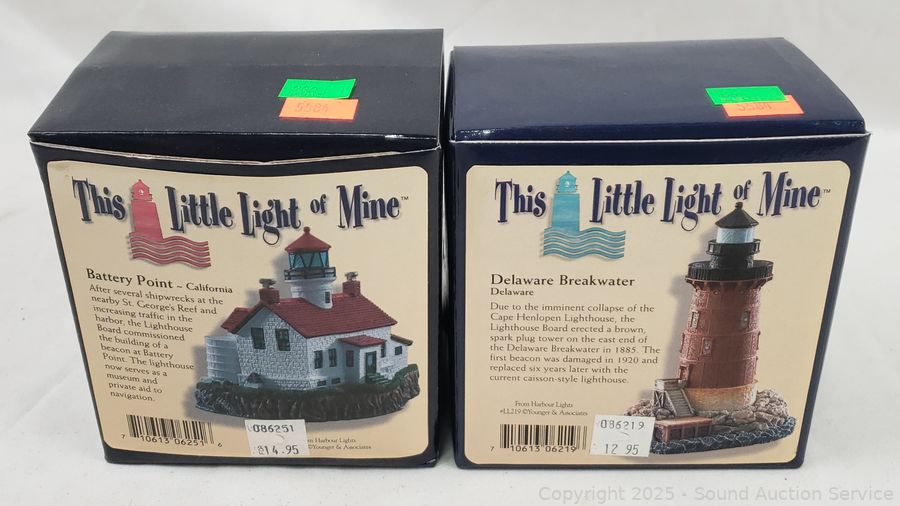 5584
This Little Light of Mine™
Battery Point ~ California
After several shipwrecks at the
nearby St. George's Reef and
increasing traffic in the
harbor, the Lighthouse
Board commissioned
the building of a
beacon at Battery
Point. The lighthouse
now serves as a
museum and
private aid to
navigation.
From Harbour Lights
©Younger & Associates
7 10613 06251 6
086251
$14.95
5584
This Little Light of Mine™
Delaware Breakwater
Delaware
Due to the imminent collapse of the
Cape Henlopen Lighthouse, the
Lighthouse Board erected a brown,
spark plug tower on the east end of
the Delaware Breakwater in 1885. The
first beacon was damaged in 1920 and
replaced six years later with the
current caisson-style lighthouse.
From Harbour Lights
#LL219 ©Younger & Associates
7 10613 06219
086219
12.95
Copyright 2025 - Sound Auction Service